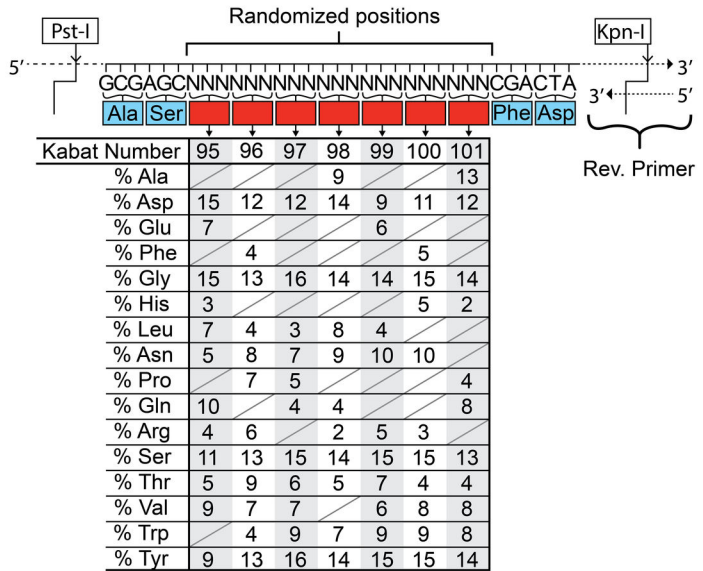 Randomized positions
Pst-I
Kpn-I
5′ 3′
GCGAGCNNNNNNNNNNNNNNNNNNNNNCGACTA
3′ 5′
Ala Ser Phe Asp
Rev. Primer
Kabat Number 95 96 97 98 99 100 101
% Ala 9 13
% Asp 15 12 12 14 9 11 12
% Glu 7 6
% Phe 4 5
% Gly 15 13 16 14 14 15 14
% His 3 5 2
% Leu 7 4 3 8 4
% Asn 5 8 7 9 10 10
% Pro 7 5 4
% Gln 10 4 4 8
% Arg 4 6 2 5 3
% Ser 11 13 15 14 15 15 13
% Thr 5 9 6 5 7 4 4
% Val 9 7 7 6 8 8
% Trp 4 9 7 9 9 8
% Tyr 9 13 16 14 15 15 14